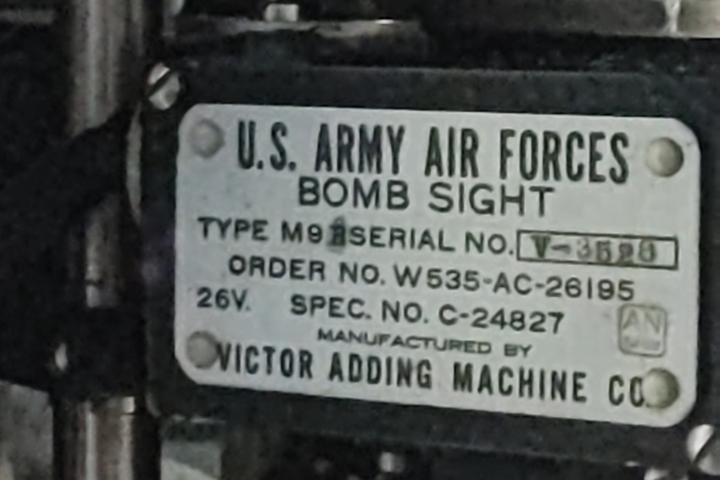 U.S. ARMY AIR FORCES
BOMB SIGHT
TYPE M9 SERIAL NO. V-3520
ORDER NO. W535-AC-26195
26V. SPEC. NO. C-24827
AN
MANUFACTURED BY
VICTOR ADDING MACHINE CO.